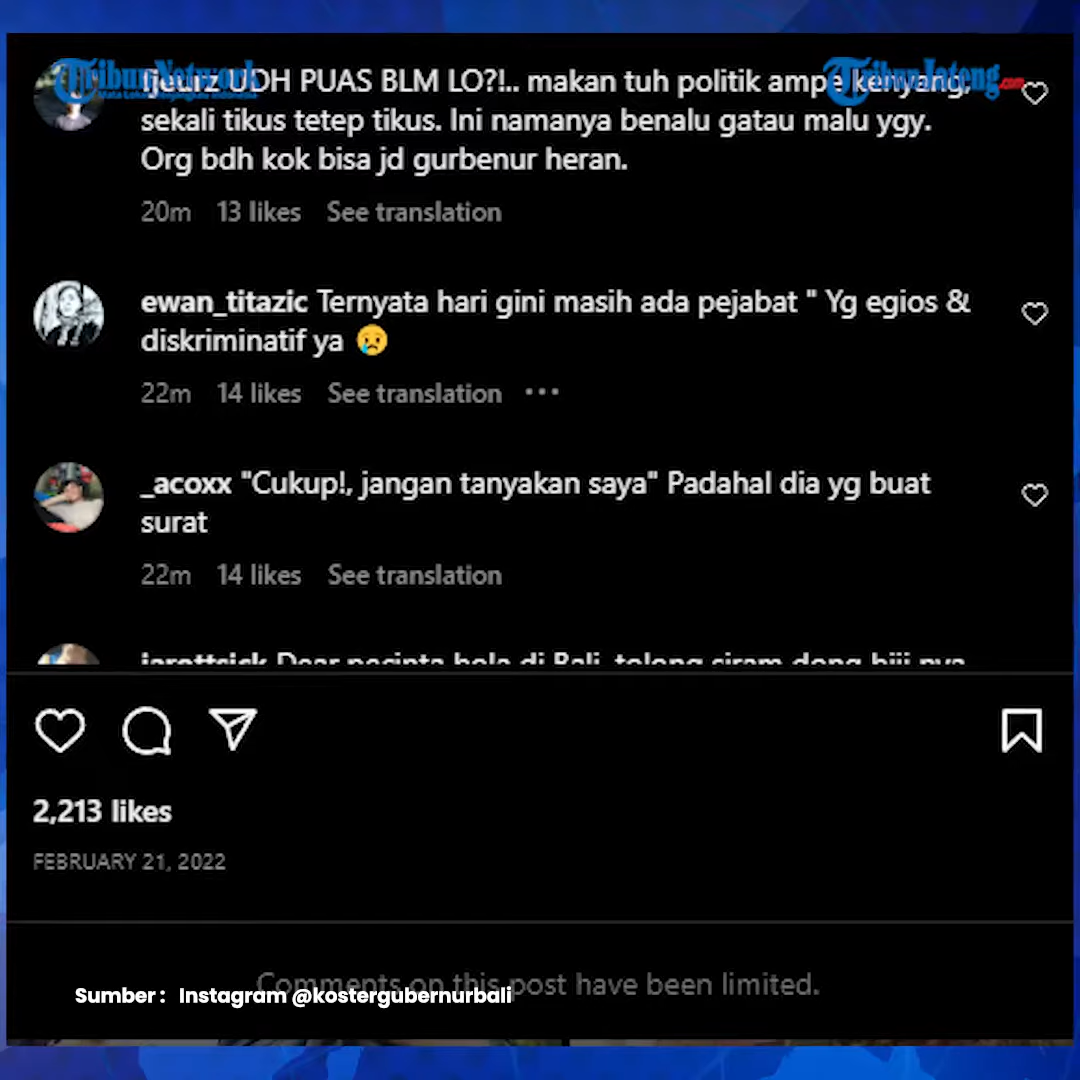 Tribun Network
TribunJateng.com
UDH PUAS BLM LO?!.. makan tuh politik ampe kenyang,
sekali tikus tetep tikus. Ini namanya benalu gatau malu ygy.
Org bdh kok bisa jd gurbenur heran.
20m 13 likes See translation
ewan_titazic Ternyata hari gini masih ada pejabat " Yg egios &
diskriminatif ya 😥
22m 14 likes See translation ...
_acoxx "Cukup!, jangan tanyakan saya" Padahal dia yg buat
surat
22m 14 likes See translation
Dear pecinta bola di Bali, tolong siram dong biji nya
2,213 likes
FEBRUARY 21, 2022
Comments on this post have been limited.
Sumber : Instagram @kostergubernurbali